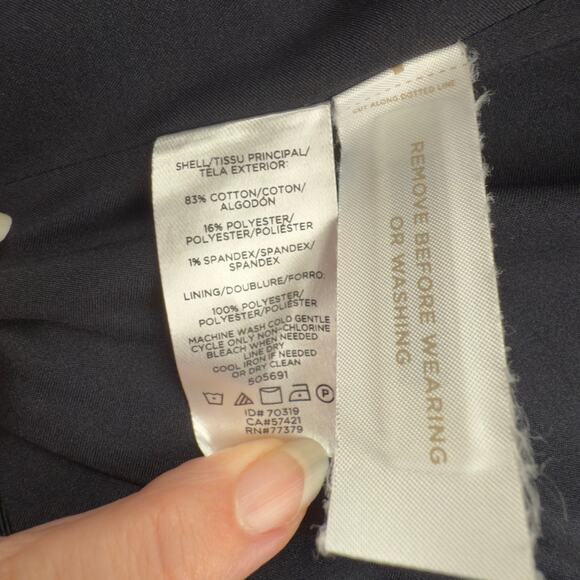 SHELL/TISSU PRINCIPAL/
TELA EXTERIOR:
83% COTTON/COTON/
ALGODÓN
16% POLYESTER/
POLYESTER/POLIÉSTER
1% SPANDEX/SPANDEX/
SPANDEX
LINING/DOUBLURE/FORRO:
100% POLYESTER/
POLYESTER/POLIÉSTER
MACHINE WASH COLD GENTLE
CYCLE ONLY NON-CHLORINE
BLEACH WHEN NEEDED
LINE DRY
COOL IRON IF NEEDED
OR DRY CLEAN
505691
P
ID# 70319
CA#57421
RN#77379
CUT ALONG DOTTED LINE
REMOVE BEFORE WEARING
OR WASHING